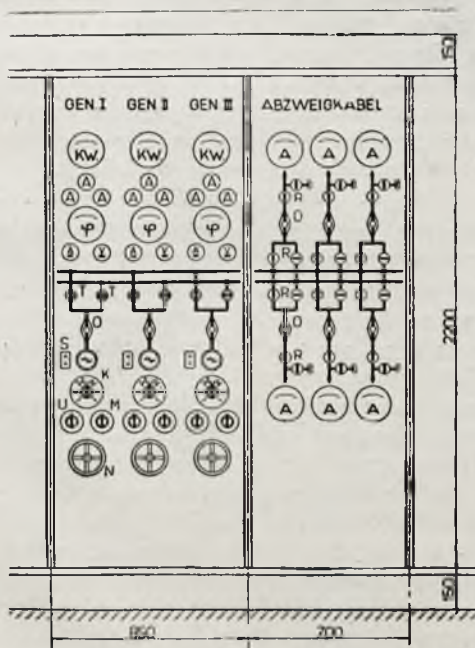 150
GEN I GEN II GEN III ABZWEIGKABEL
KW KW KW A A A
A A A
A A A A A A
R
φ φ φ O
R
T T R
O O
S R
K
U M
A A A
N
2200
150
850 700